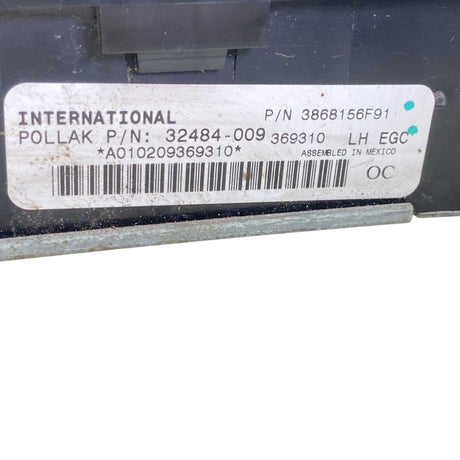 INTERNATIONAL P/N 3868156F91
POLLAK P/N: 32484-009 369310 LH EGC
*A010209369310* ASSEMBLED IN MEXICO
OC